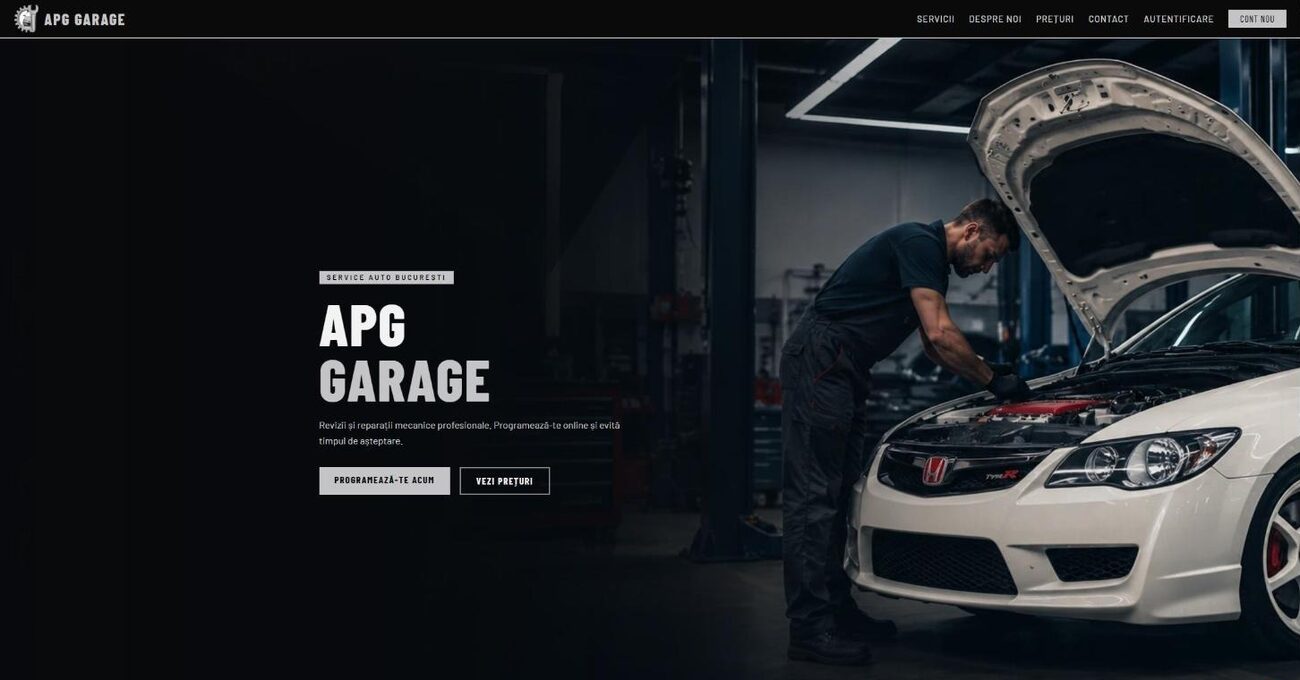 APG GARAGE
SERVICII
DESPRE NOI
PREȚURI
CONTACT
AUTENTIFICARE
CONT NOU
SERVICE AUTO BUCUREȘTI
APG
GARAGE
Revizii și reparații mecanice profesionale. Programează-te online și evită
timpul de așteptare.
PROGRAMEAZĂ-TE ACUM
VEZI PREȚURI
TYPE R